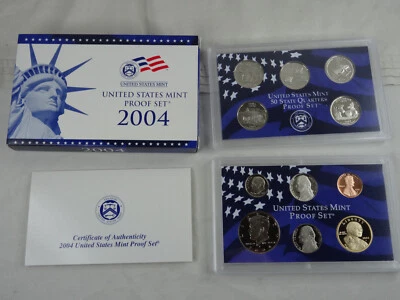 UNITED STATES MINT
UNITED STATES MINT
PROOF SET®
2004
2004
Certificate of Authenticity
2004 United States Mint Proof Set®
UNITED STATES MINT
50 STATE QUARTERS
PROOF SET®
UNITED STATES MINT
PROOF SET®